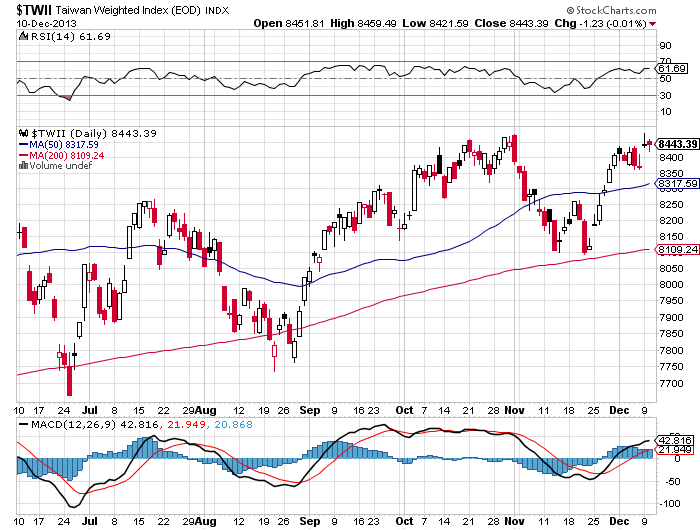 $TWII Taiwan Weighted Index (EOD) INDX © StockCharts.com
10-Dec-2013 Open 8451.81 High 8459.49 Low 8421.59 Close 8443.39 Chg -1.23 (-0.01%)
RSI(14) 61.69
90
70
61.69
50
30
10
$TWII (Daily) 8443.39
MA(50) 8317.59
MA(200) 8109.24
Volume undef
8443.39
8400
8350
8317.59
8250
8200
8150
8109.24
8050
8000
7950
7900
7850
7800
7750
7700
10 17 24 Jul 8 15 22 Aug 12 19 26 Sep 9 16 23 Oct 7 14 21 28 Nov 11 18 25 Dec 9
MACD(12,26,9) 42.816, 21.949, 20.868
42.816
21.949
0
-25
-50
-75
-100
10 17 24 Jul 8 15 22 Aug 12 19 26 Sep 9 16 23 Oct 7 14 21 28 Nov 11 18 25 Dec 9